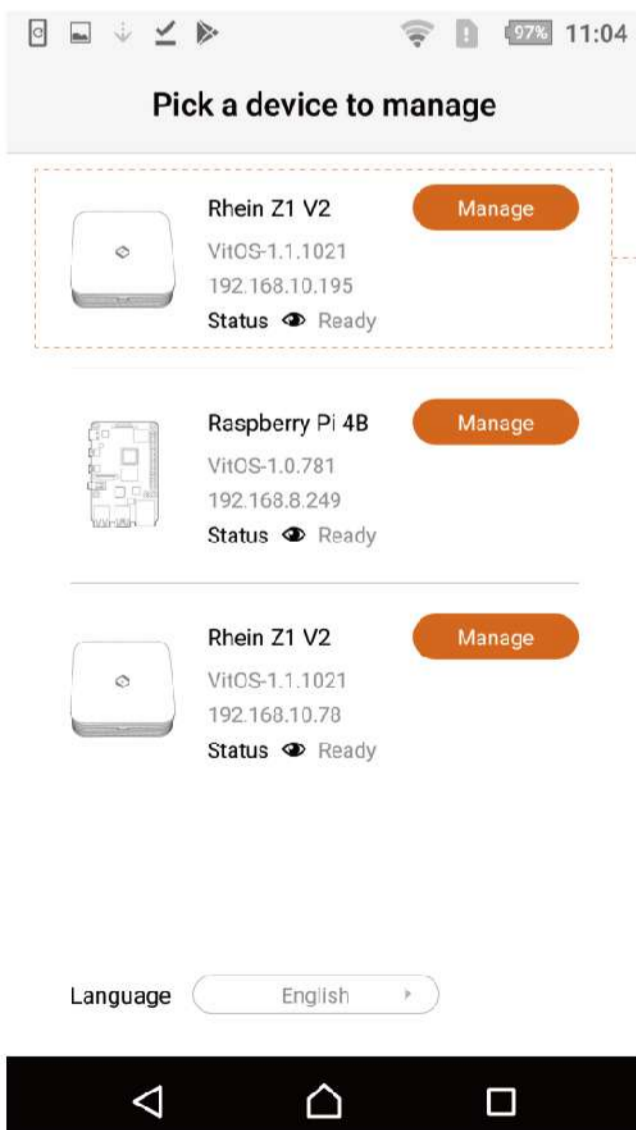 97% 11:04
Pick a device to manage
Rhein Z1 V2 Manage
VitOS-1.1.1021
192.168.10.195
Status Ready
Raspberry Pi 4B Manage
VitOS-1.0.781
192.168.8.249
Status Ready
Rhein Z1 V2 Manage
VitOS-1.1.1021
192.168.10.78
Status Ready
Language English